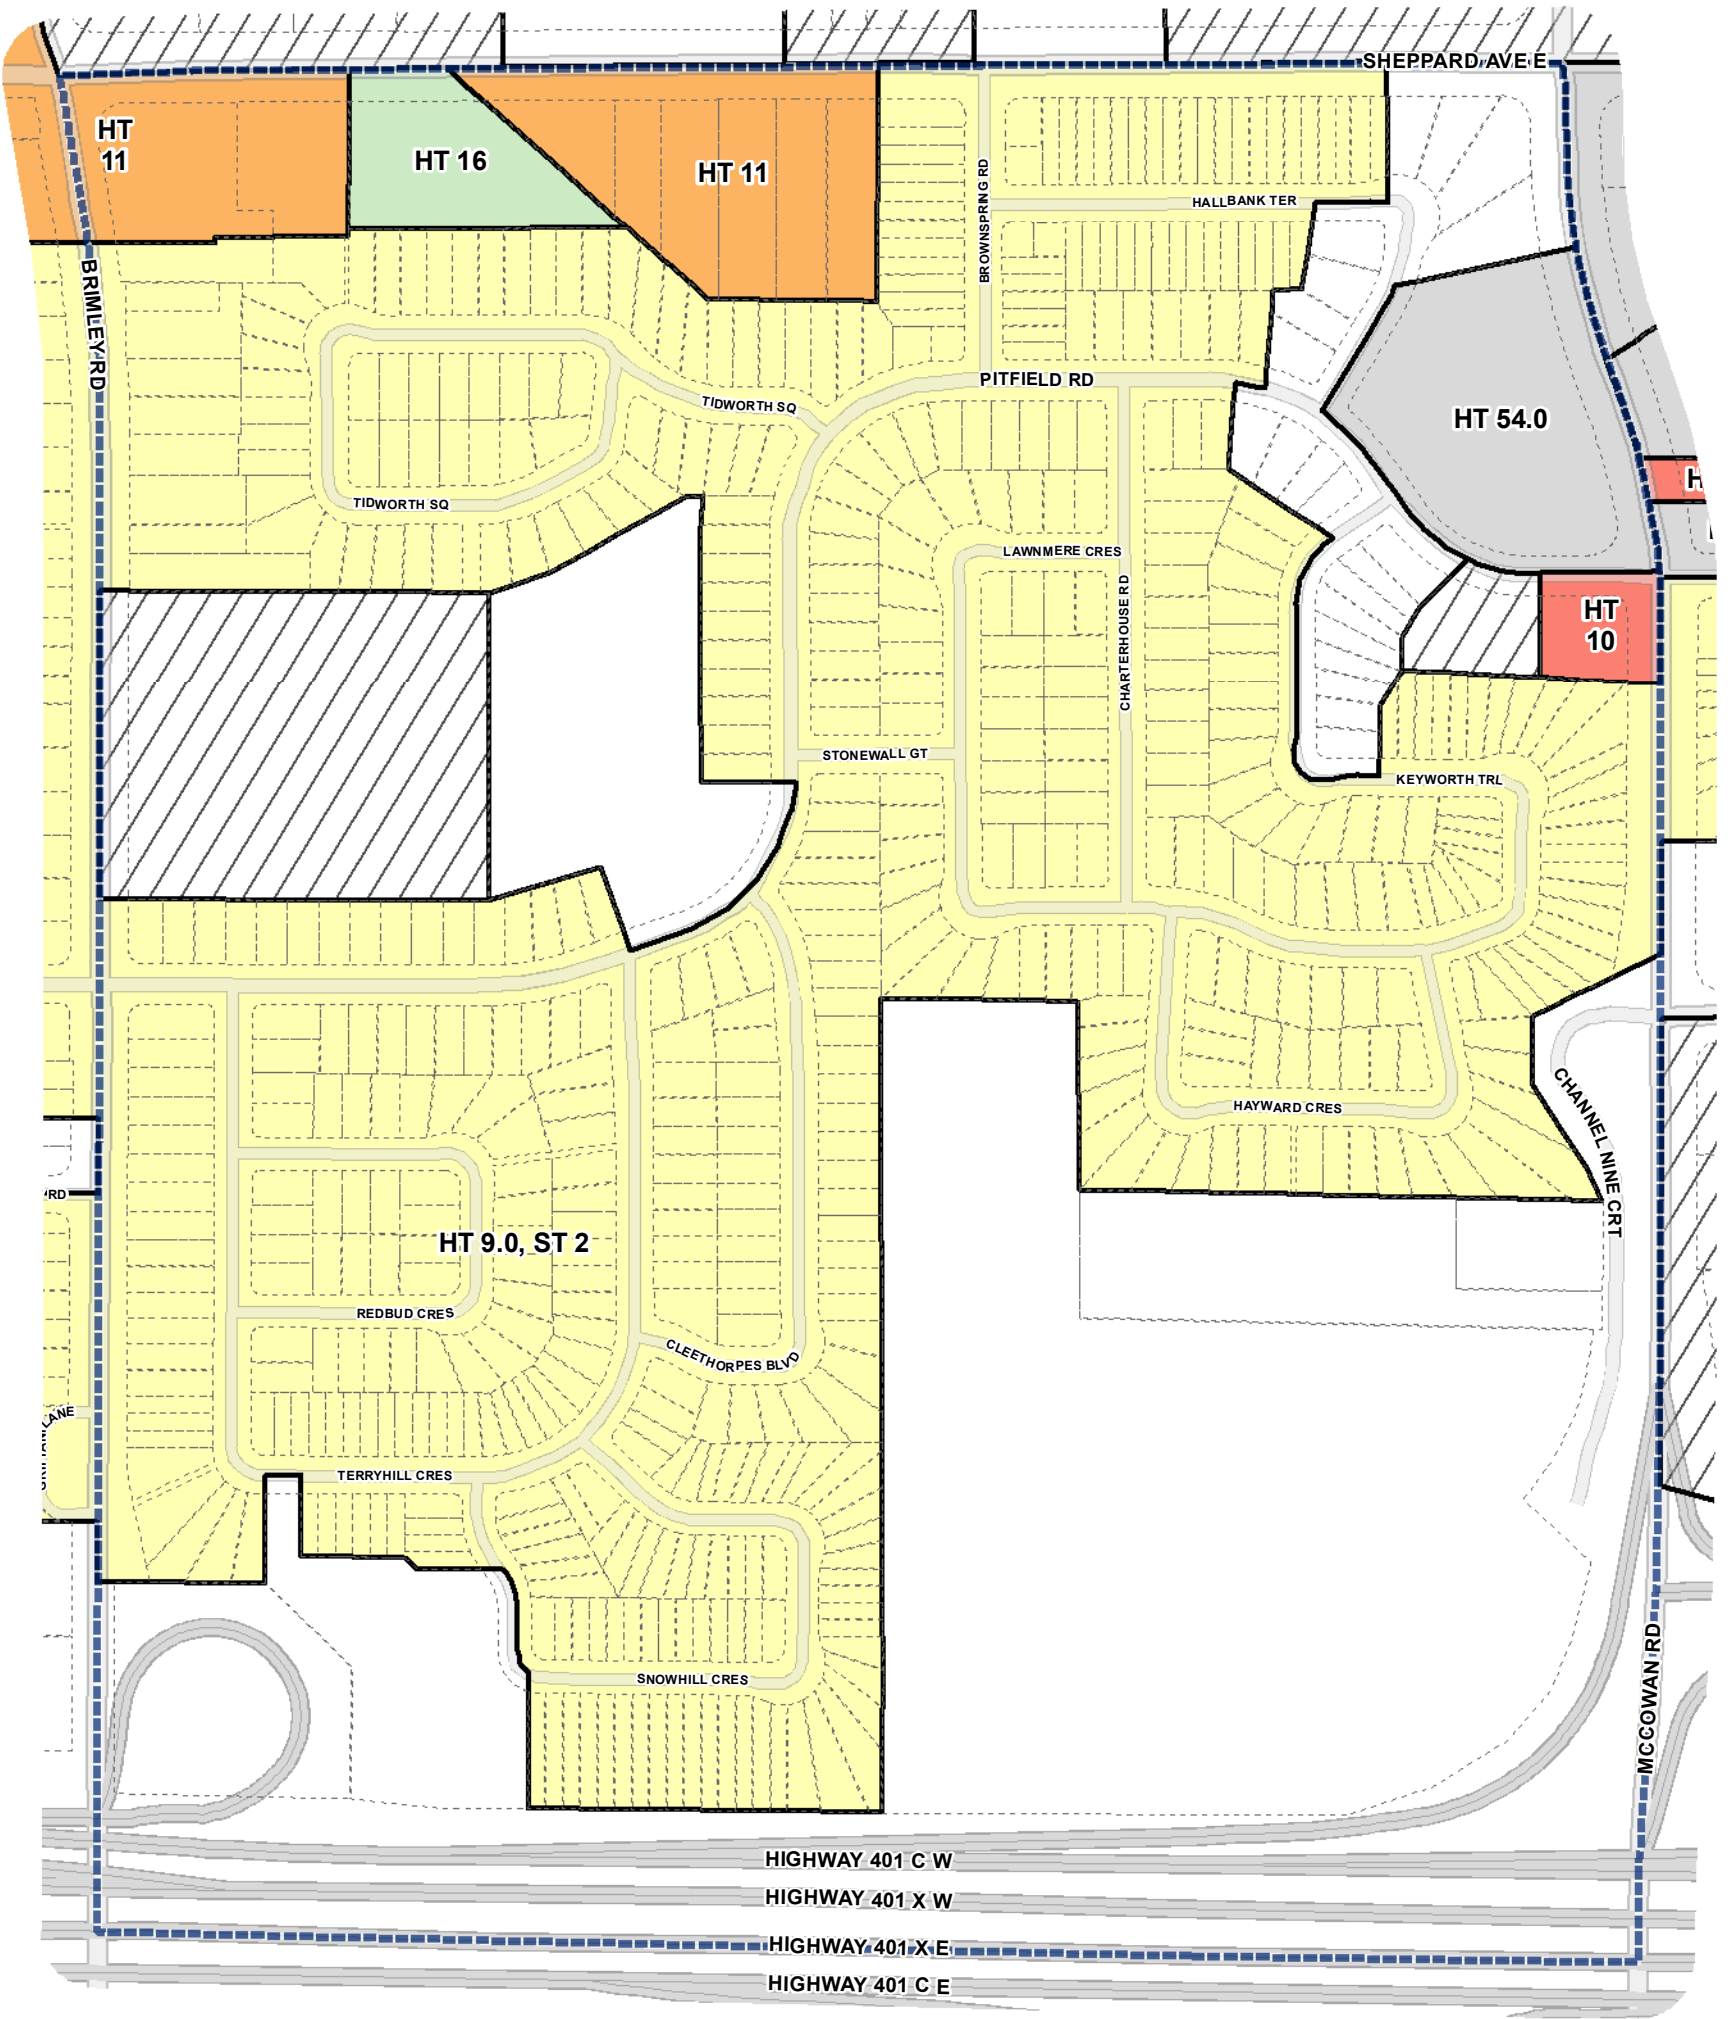 SHEPPARD AVE E
HT
11
HT 16
HT 11
BROWNSPRING RD
HALLBANK TER
BRIMLEY RD
PITFIELD RD
TIDWORTH SQ
HT 54.0
H
TIDWORTH SQ
LAWNMERE CRES
CHARTERHOUSE RD
HT
10
STONEWALL GT
KEYWORTH TRL
CHANNEL NINE CRT
HAYWARD CRES
RD
HT 9.0, ST 2
REDBUD CRES
CLEETHORPES BLVD
LANE
TERRYHILL CRES
SNOWHILL CRES
MCCOWAN RD
HIGHWAY 401 C W
HIGHWAY 401 X W
HIGHWAY 401 X E
HIGHWAY 401 C E